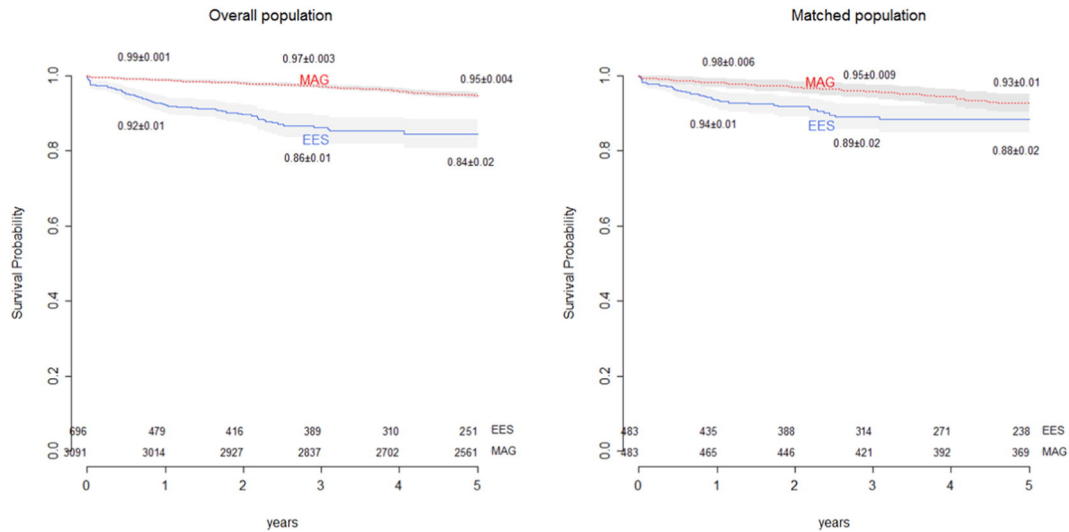 Overall population
0.99±0.001
0.97±0.003
0.95±0.004
MAG
EES
0.92±0.01
0.86±0.01
0.84±0.02
Survival Probability
1.0
0.8
0.6
0.4
0.2
0.0
696 479 416 389 310 251 EES
3091 3014 2927 2837 2702 2561 MAG
0 1 2 3 4 5
years
Matched population
0.98±0.006
0.95±0.009
0.93±0.01
MAG
EES
0.94±0.01
0.89±0.02
0.88±0.02
Survival Probability
1.0
0.8
0.6
0.4
0.2
0.0
483 435 388 314 271 238 EES
483 465 446 421 392 369 MAG
0 1 2 3 4 5
years